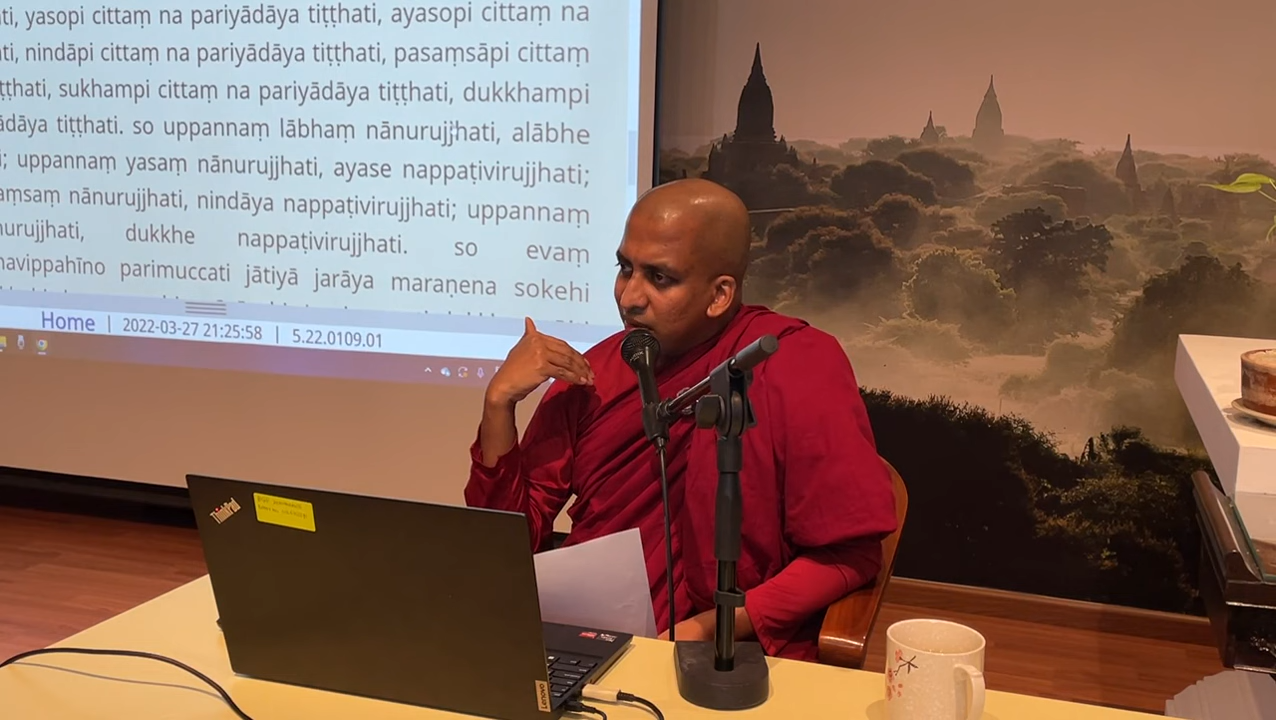 ti, yasopi cittaṃ na pariyādāya tiṭṭhati, ayasopi cittaṃ na
ti, nindāpi cittaṃ na pariyādāya tiṭṭhati, pasaṃsāpi cittaṃ
ṭṭhati, sukhampi cittaṃ na pariyādāya tiṭṭhati, dukkhampi
ādāya tiṭṭhati. so uppannaṃ lābhaṃ nānurujjhati, alābhe
; uppannaṃ yasaṃ nānurujjhati, ayase nappaṭivirujjhati;
aṃsaṃ nānurujjhati, nindāya nappaṭivirujjhati; uppannaṃ
urujjhati, dukkhe nappaṭivirujjhati. so evaṃ
navippahīno parimuccati jātiyā jarāya maraṇena sokehi
Home | 2022-03-27 21:25:58 | 5.22.0109.01
ThinkPad
Lenovo